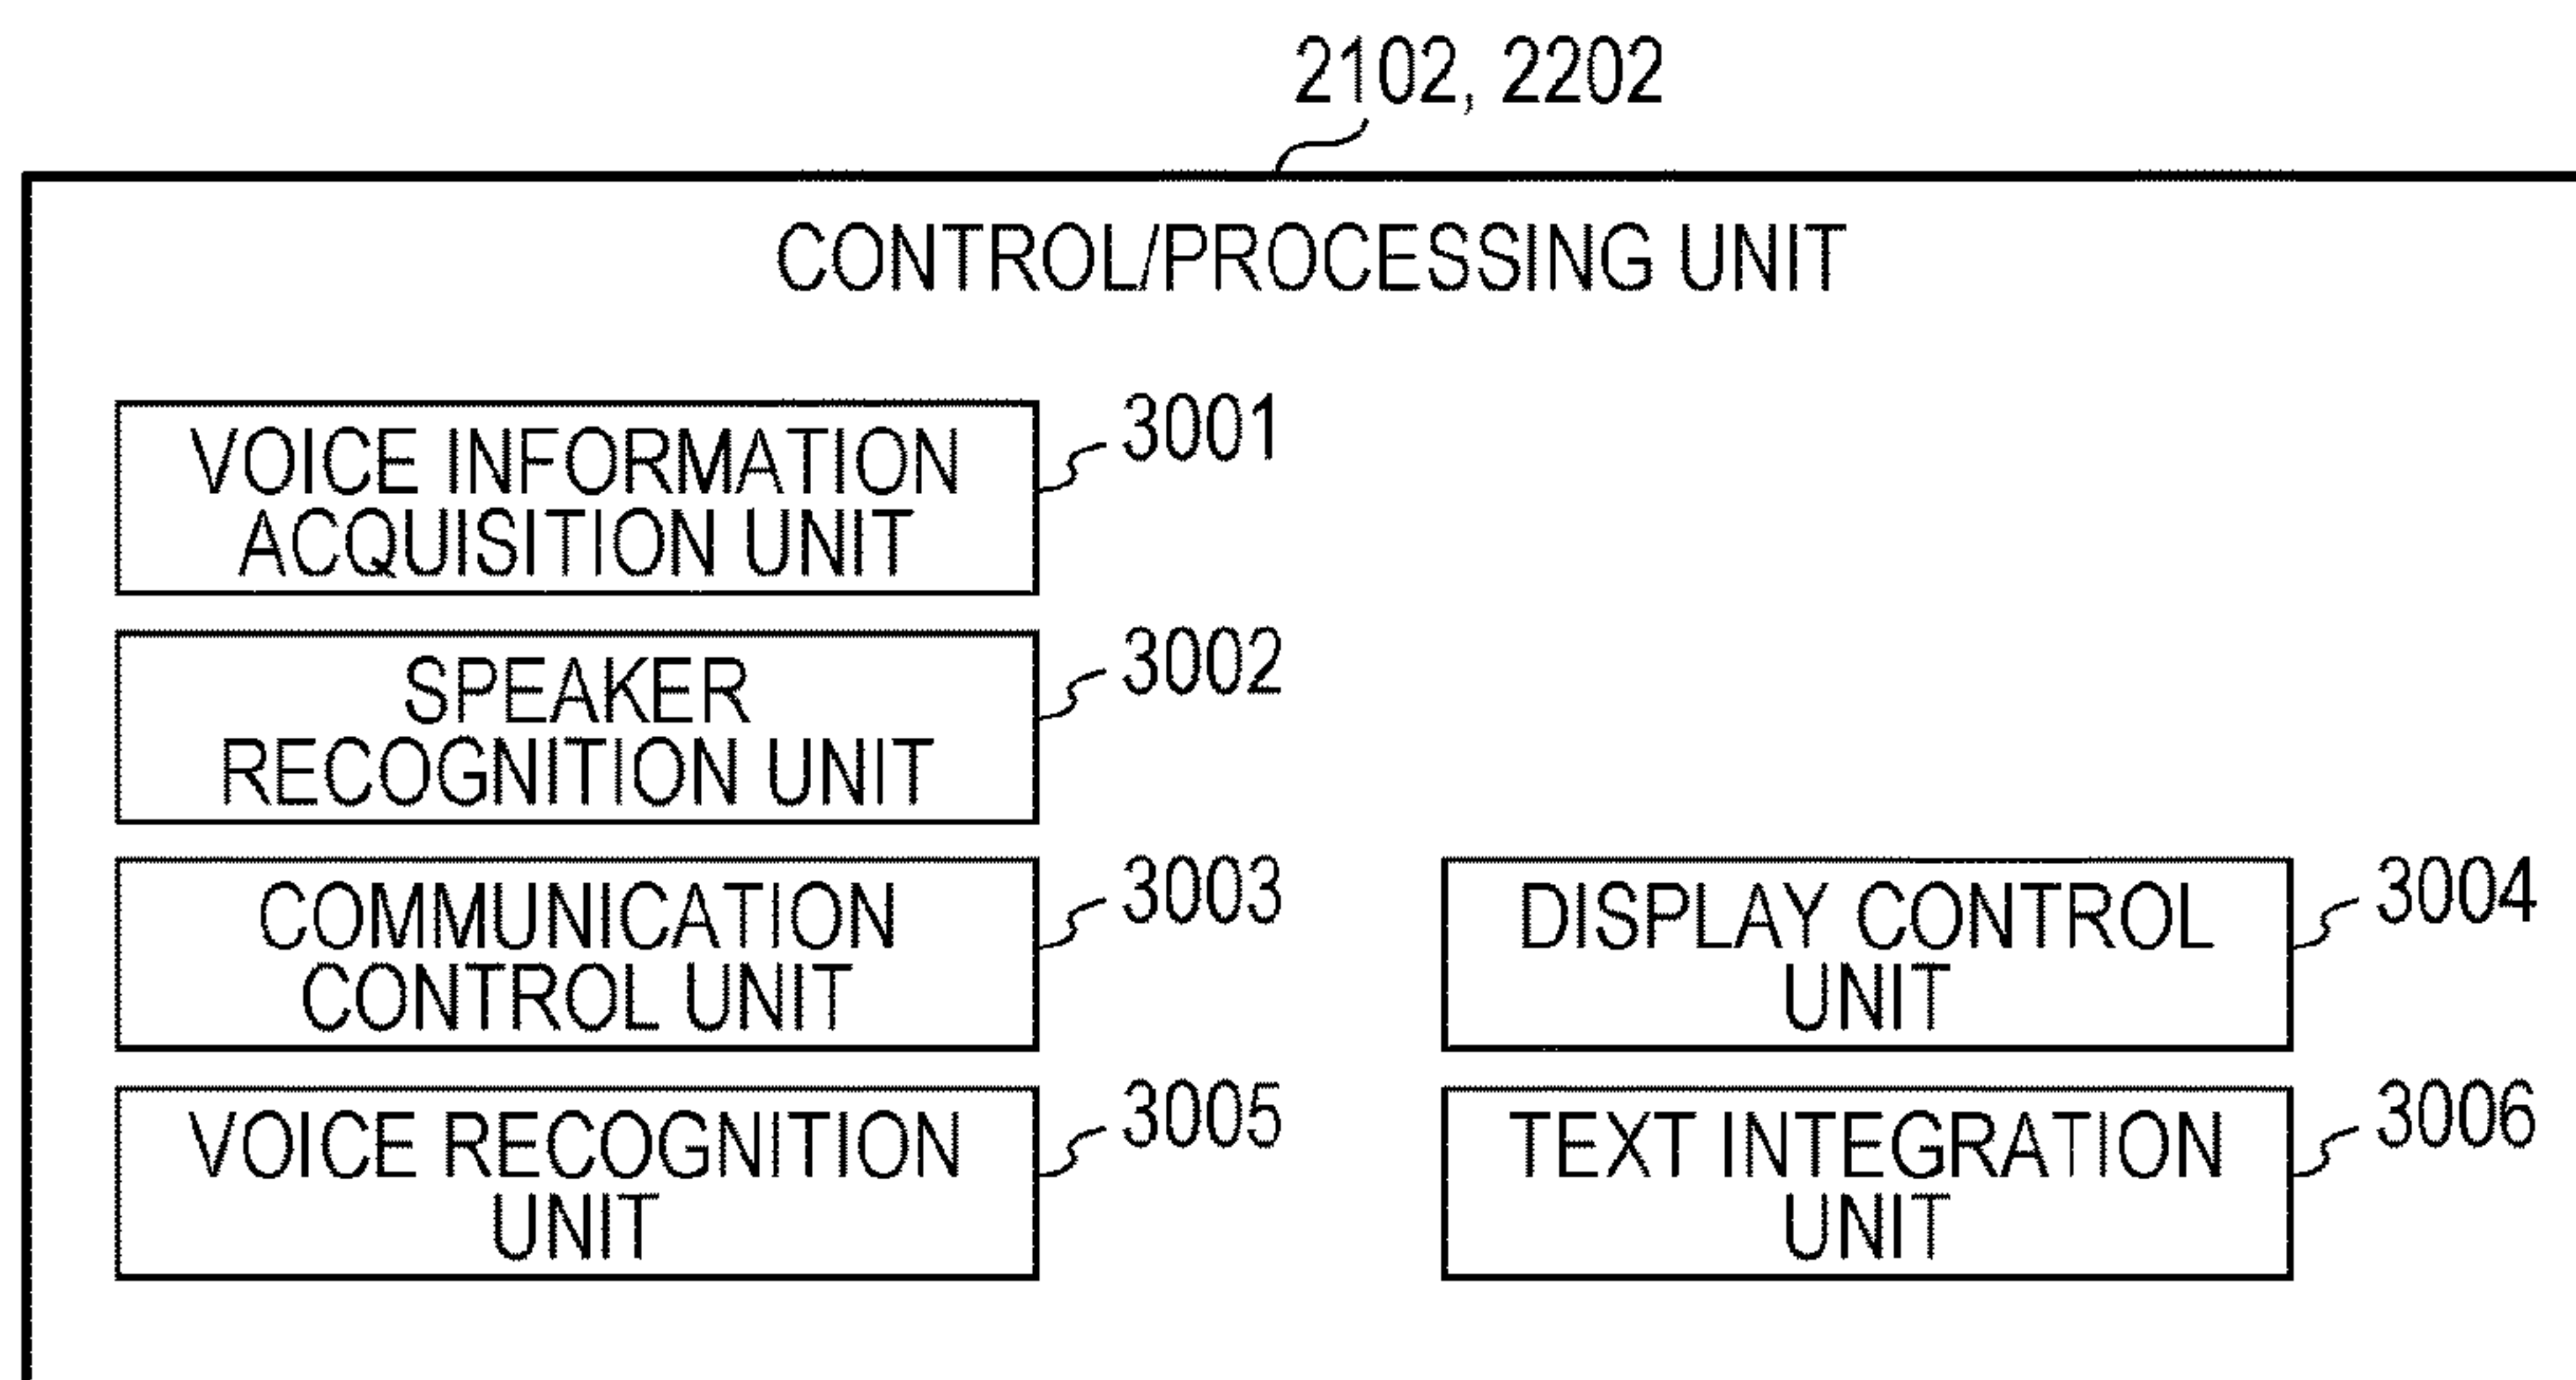 2102, 2202
CONTROL/PROCESSING UNIT
VOICE INFORMATION
ACQUISITION UNIT
3001
SPEAKER
RECOGNITION UNIT
3002
COMMUNICATION
CONTROL UNIT
3003
DISPLAY CONTROL
UNIT
3004
VOICE RECOGNITION
UNIT
3005
TEXT INTEGRATION
UNIT
3006